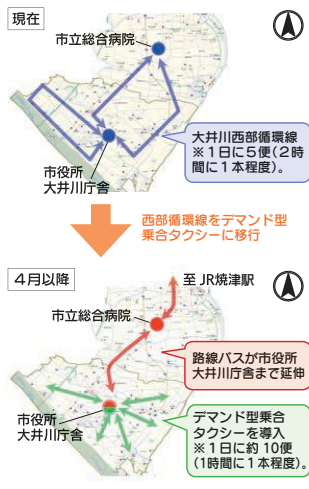 現在
市立総合病院
大井川西部循環線
※1日に5便(2時
間に1本程度)。
市役所
大井川庁舎
西部循環線をデマンド型
乗合タクシーに移行
4月以降
至 JR焼津駅
市立総合病院
路線バスが市役所
大井川庁舎まで延伸
市役所
大井川庁舎
デマンド型乗合
タクシーを導入
※1日に約10便
(1時間に1本程度)。